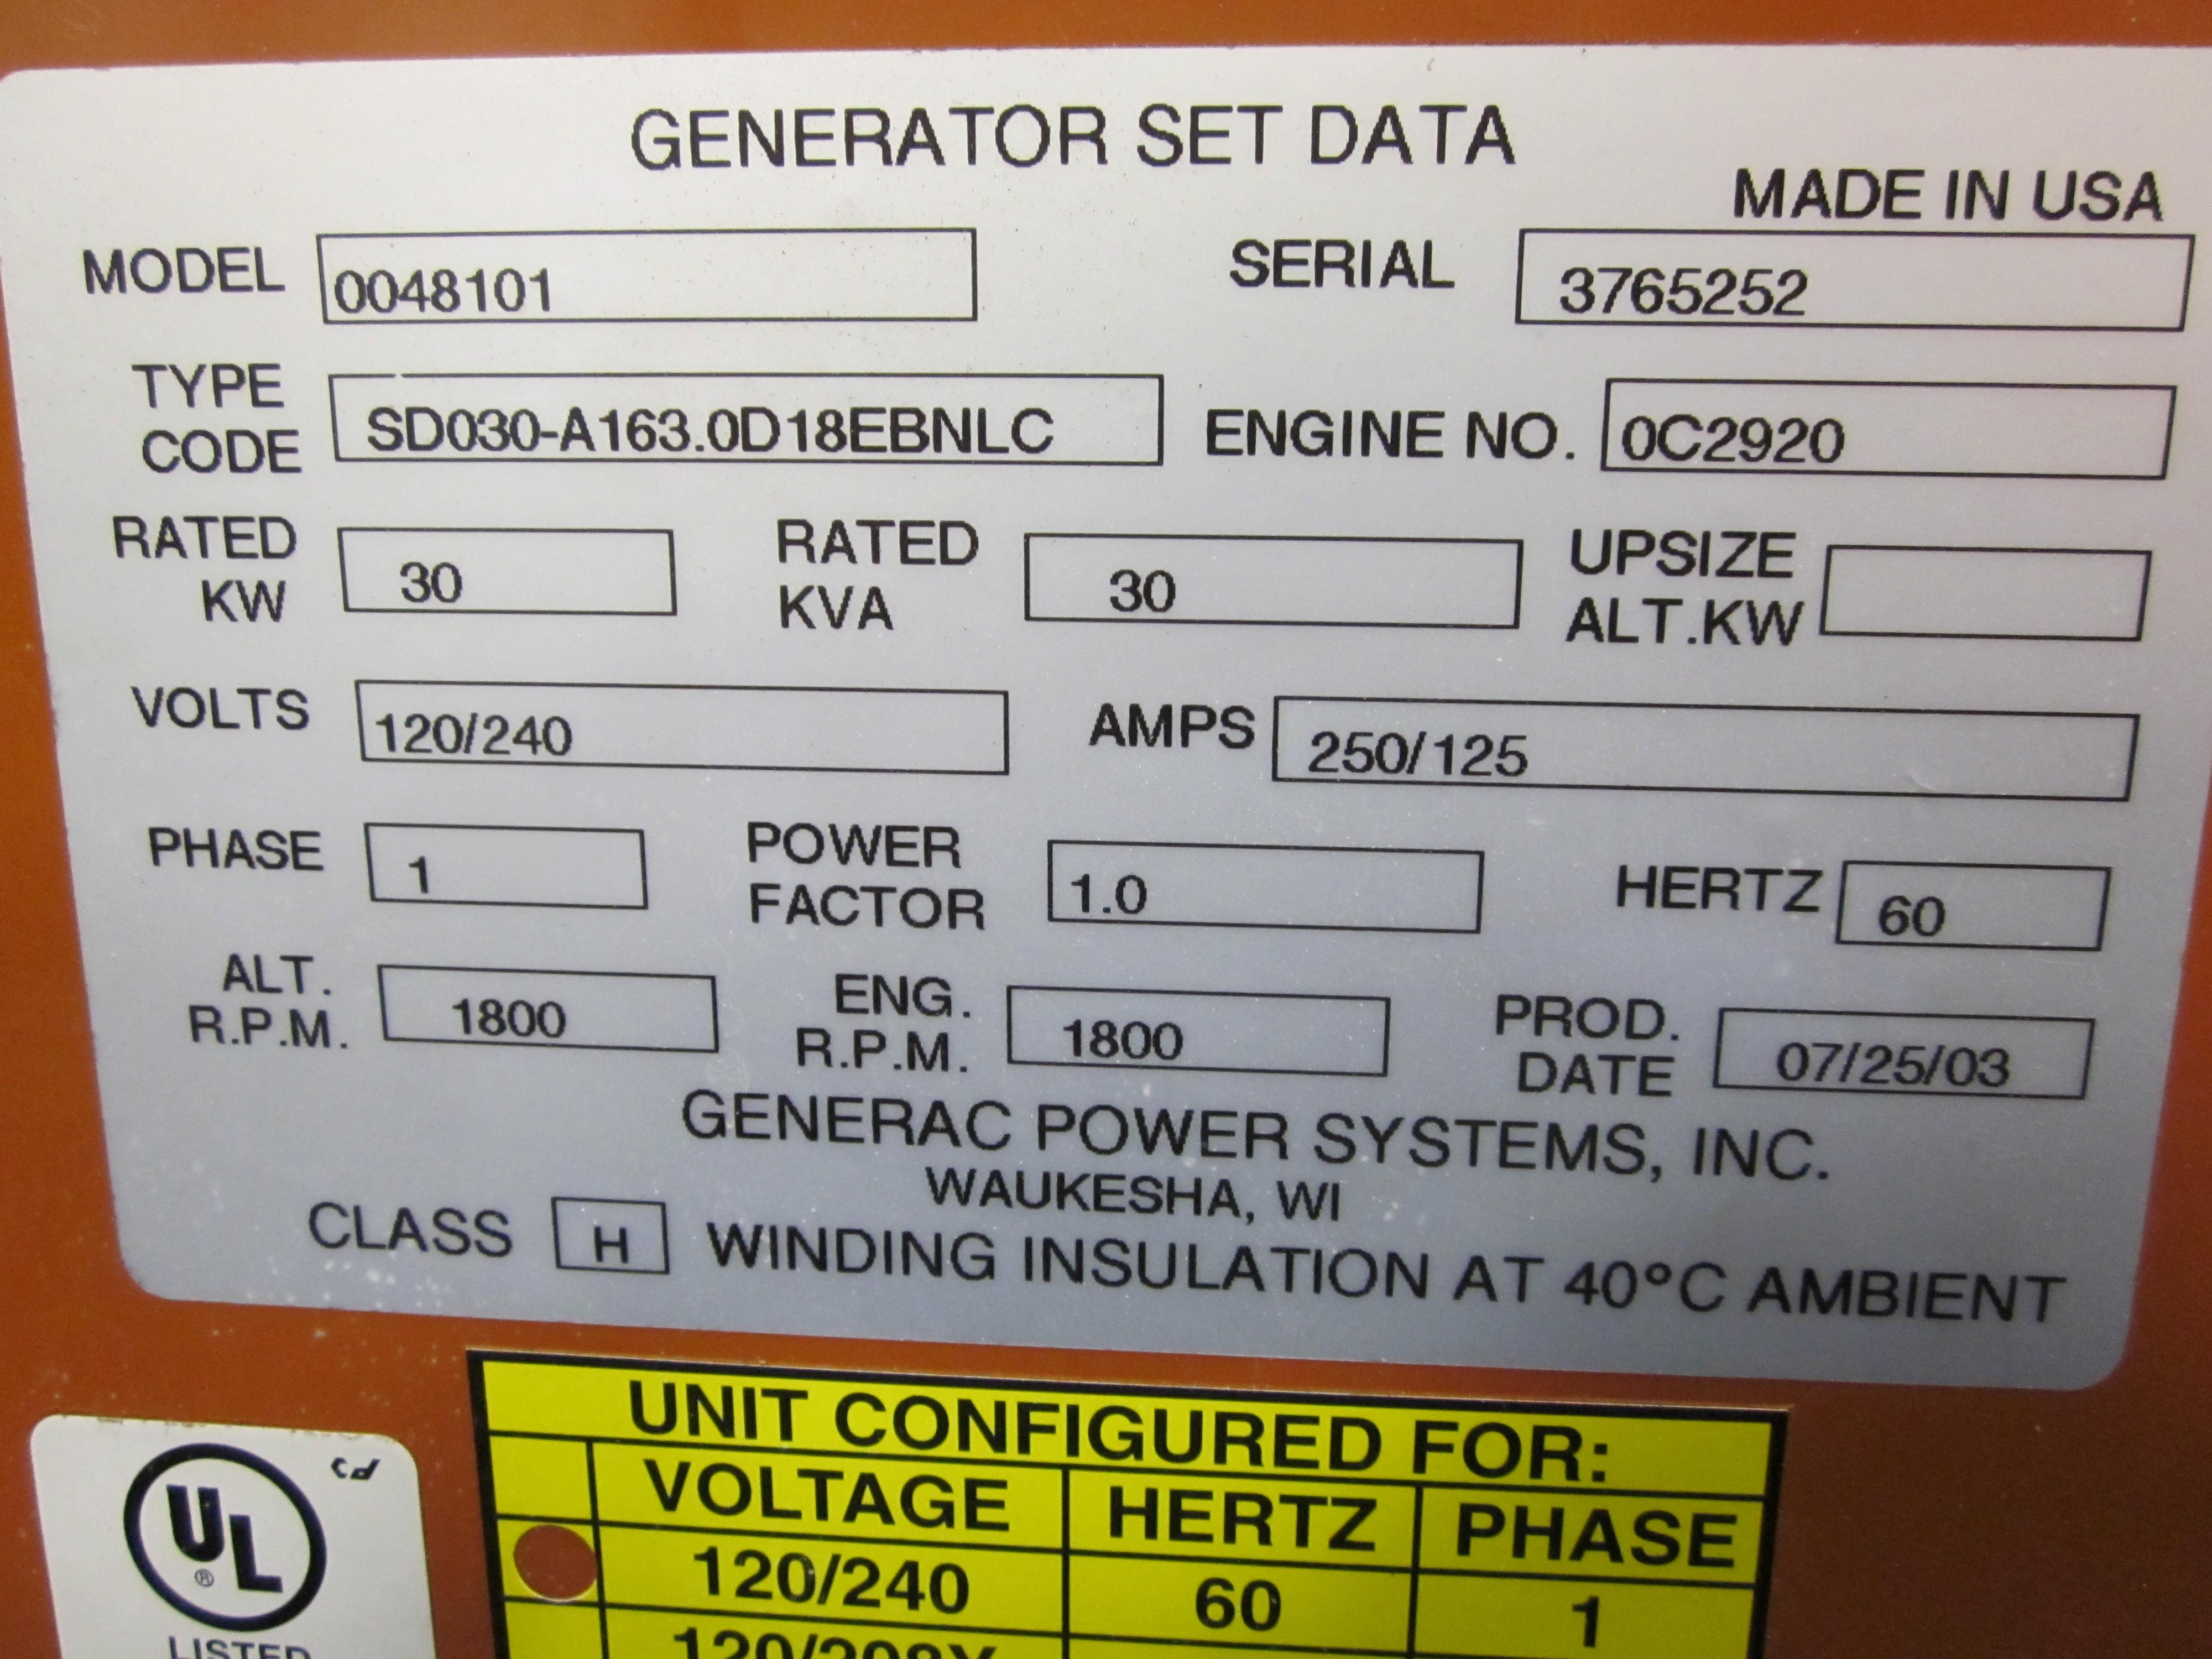 GENERATOR SET DATA
MADE IN USA
MODEL 0048101 SERIAL 3765252
TYPE CODE SD030-A163.0D18EBNLC ENGINE NO. 0C2920
RATED KW 30 RATED KVA 30 UPSIZE ALT.KW
VOLTS 120/240 AMPS 250/125
PHASE 1 POWER FACTOR 1.0 HERTZ 60
ALT. R.P.M. 1800 ENG. R.P.M. 1800 PROD. DATE 07/25/03
GENERAC POWER SYSTEMS, INC.
WAUKESHA, WI
CLASS H WINDING INSULATION AT 40°C AMBIENT
UNIT CONFIGURED FOR:
VOLTAGE HERTZ PHASE
120/240 60 1
120/208Y
UL ®
LISTED